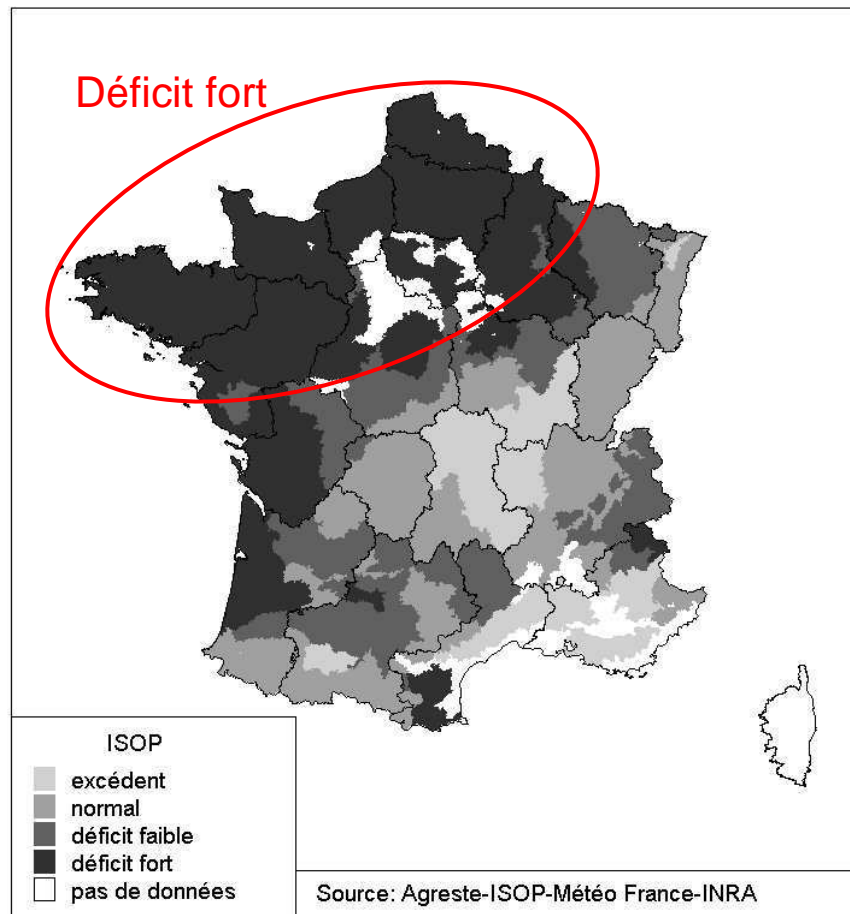 Déficit fort
ISOP
excédent
normal
déficit faible
déficit fort
pas de données
Source: Agreste-ISOP-Météo France-INRA